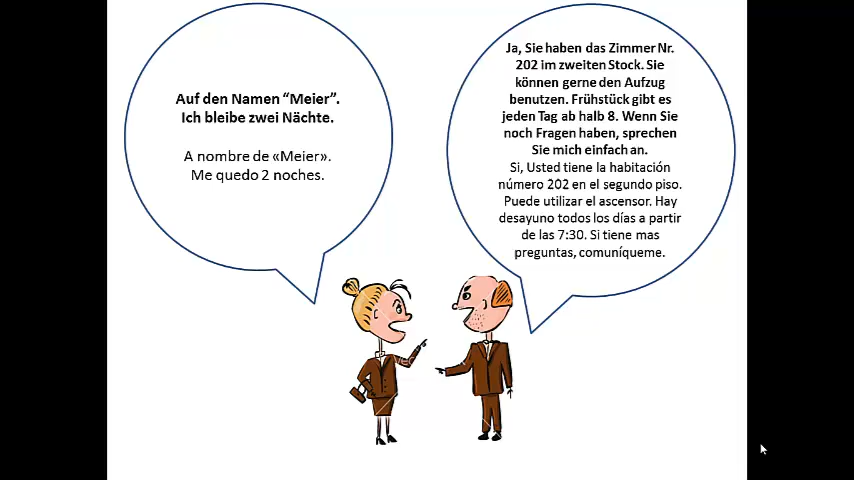 Auf den Namen “Meier”.
Ich bleibe zwei Nächte.
A nombre de «Meier».
Me quedo 2 noches.
Ja, Sie haben das Zimmer Nr.
202 im zweiten Stock. Sie
können gerne den Aufzug
benutzen. Frühstück gibt es
jeden Tag ab halb 8. Wenn Sie
noch Fragen haben, sprechen
Sie mich einfach an.
Si, Usted tiene la habitación
número 202 en el segundo piso.
Puede utilizar el ascensor. Hay
desayuno todos los días a partir
de las 7:30. Si tiene mas
preguntas, comuníqueme.